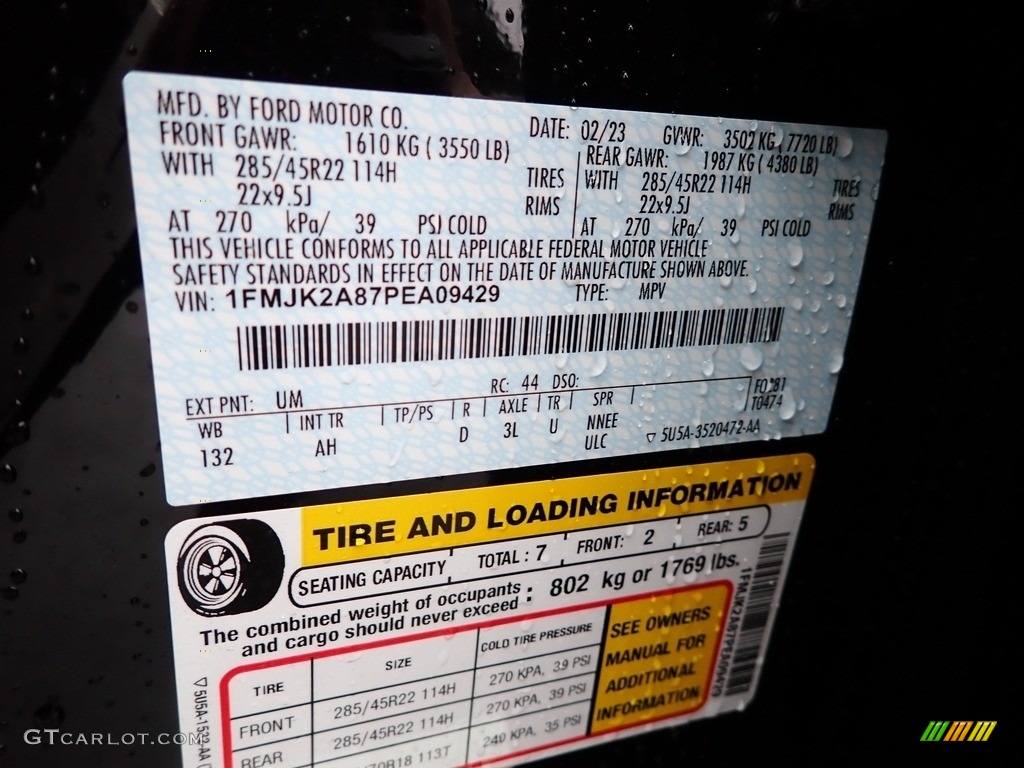 MFD. BY FORD MOTOR CO.
DATE: 02/23 GVWR: 3502 KG ( 7720 LB)
FRONT GAWR: 1610 KG ( 3550 LB)
REAR GAWR: 1987 KG ( 4380 LB)
WITH 285/45R22 114H TIRES
WITH 285/45R22 114H TIRES
22x9.5J RIMS
22x9.5J RIMS
AT 270 kPa/ 39 PSI COLD
AT 270 kPa/ 39 PSI COLD
THIS VEHICLE CONFORMS TO ALL APPLICABLE FEDERAL MOTOR VEHICLE
SAFETY STANDARDS IN EFFECT ON THE DATE OF MANUFACTURE SHOWN ABOVE.
VIN: 1FMJK2A87PEA09429 TYPE: MPV
EXT PNT: UM RC: 44 DSO:
WB INT TR TP/PS R AXLE TR SPR
132 AH D 3L U NNEE
ULC
T0474
5U5A-3520472-AA
TIRE AND LOADING INFORMATION
SEATING CAPACITY TOTAL : 7 FRONT: 2 REAR: 5
The combined weight of occupants
and cargo should never exceed : 802 kg or 1769 lbs.
TIRE SIZE COLD TIRE PRESSURE
FRONT 285/45R22 114H 270 KPA, 39 PSI
REAR 285/45R22 114H 270 KPA, 39 PSI
70R18 113T 240 KPA, 35 PSI
SEE OWNERS
MANUAL FOR
ADDITIONAL
INFORMATION
1FMJK2A87PEA09429
5U5A-1532-AA
GTCARLOT.COM